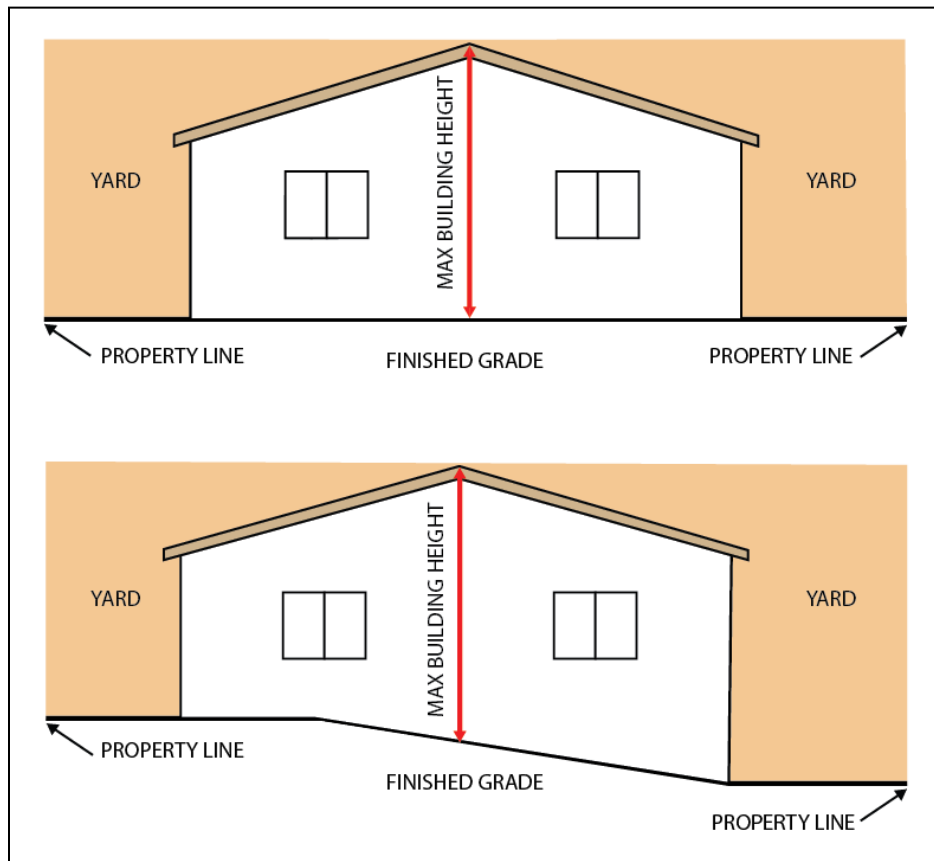 MAX BUILDING HEIGHT
YARD
YARD
PROPERTY LINE
FINISHED GRADE
PROPERTY LINE
MAX BUILDING HEIGHT
YARD
YARD
PROPERTY LINE
FINISHED GRADE
PROPERTY LINE